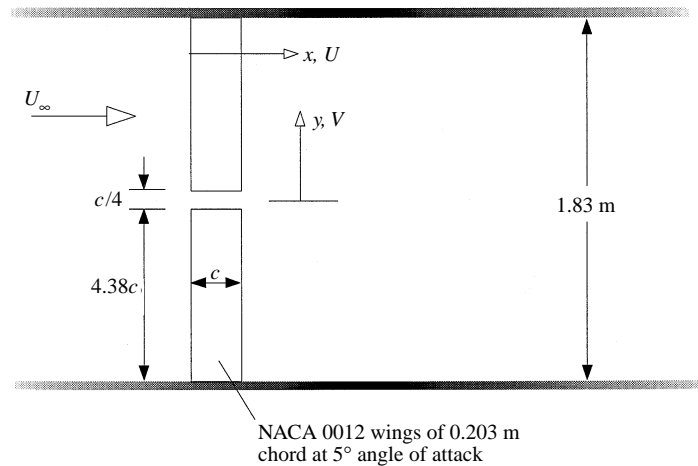 x, U
U∞
y, V
c/4
1.83 m
c
4.38c
NACA 0012 wings of 0.203 m
chord at 5° angle of attack